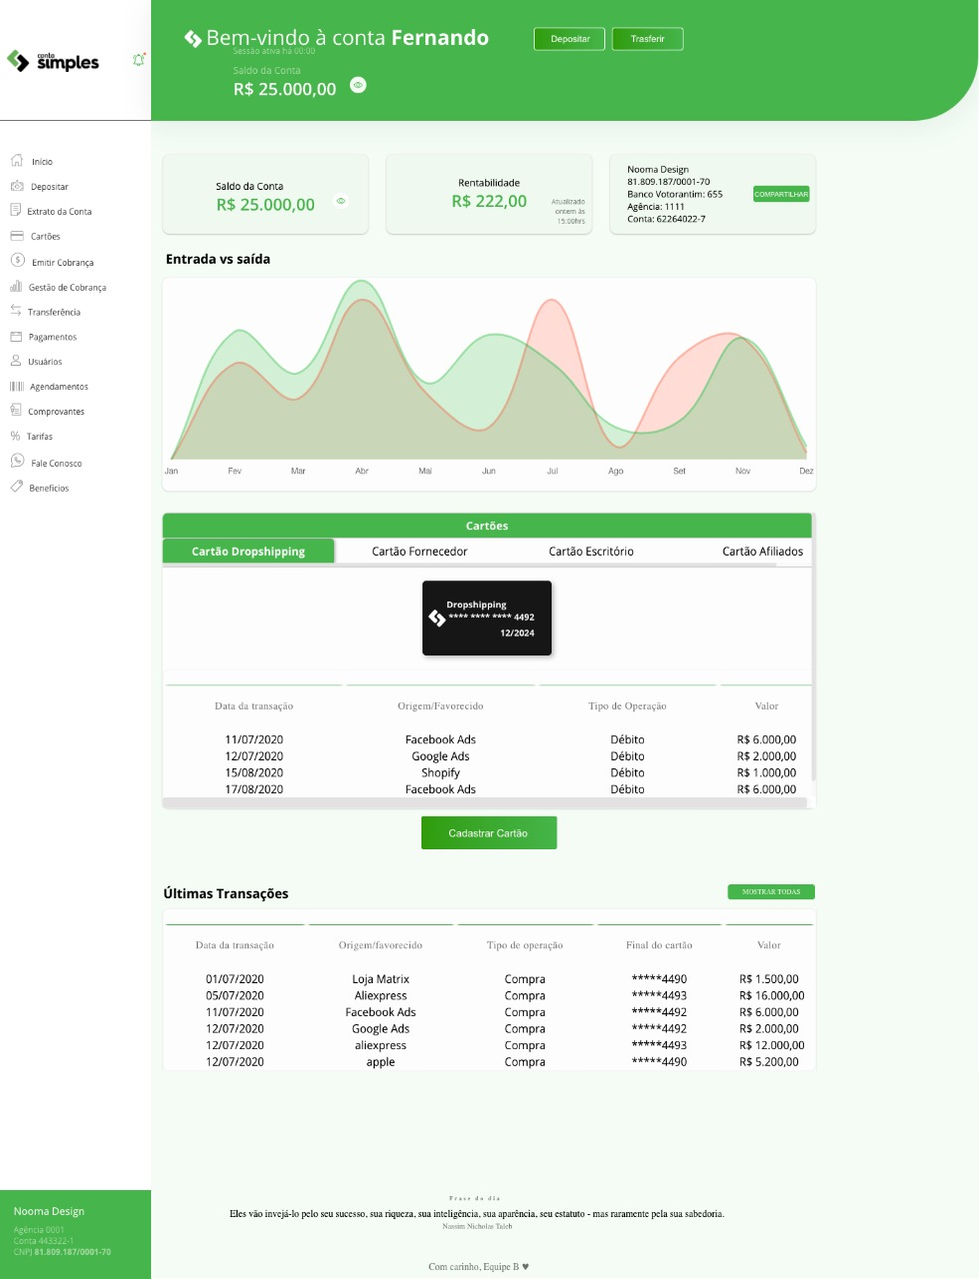 conta
simples
Bem-vindo à conta Fernando
Sessão ativa há 00:00
Saldo da Conta
R$ 25.000,00
Depositar
Trasferir
Início
Depositar
Extrato da Conta
Cartões
Emitir Cobrança
Gestão de Cobrança
Transferência
Pagamentos
Usuários
Agendamentos
Comprovantes
Tarifas
Fale Conosco
Benefícios
Saldo da Conta
R$ 25.000,00
Rentabilidade
R$ 222,00
Atualizado
ontem às
15:00hrs
Nooma Design
81.809.187/0001-70
Banco Votorantim: 655
Agência: 1111
Conta: 62264022-7
COMPARTILHAR
Entrada vs saída
Jan Fev Mar Abr Mai Jun Jul Ago Set Nov Dez
Cartões
Cartão Dropshipping Cartão Fornecedor Cartão Escritório Cartão Afiliados
Dropshipping
**** **** **** 4492
12/2024
Data da transação Origem/Favorecido Tipo de Operação Valor
11/07/2020 Facebook Ads Débito R$ 6.000,00
12/07/2020 Google Ads Débito R$ 2.000,00
15/08/2020 Shopify Débito R$ 1.000,00
17/08/2020 Facebook Ads Débito R$ 6.000,00
Cadastrar Cartão
Últimas Transações
MOSTRAR TODAS
Data da transação Origem/favorecido Tipo de operação Final do cartão Valor
01/07/2020 Loja Matrix Compra *****4490 R$ 1.500,00
05/07/2020 Aliexpress Compra *****4493 R$ 16.000,00
11/07/2020 Facebook Ads Compra *****4492 R$ 6.000,00
12/07/2020 Google Ads Compra *****4492 R$ 2.000,00
12/07/2020 aliexpress Compra *****4493 R$ 12.000,00
12/07/2020 apple Compra *****4490 R$ 5.200,00
Nooma Design
Agência 0001
Conta 443322-1
CNPJ 81.809.187/0001-70
Frase do dia
Eles vão invejá-lo pelo seu sucesso, sua riqueza, sua inteligência, sua aparência, seu estatuto - mas raramente pela sua sabedoria.
Nassim Nicholas Taleb
Com carinho, Equipe B ♥